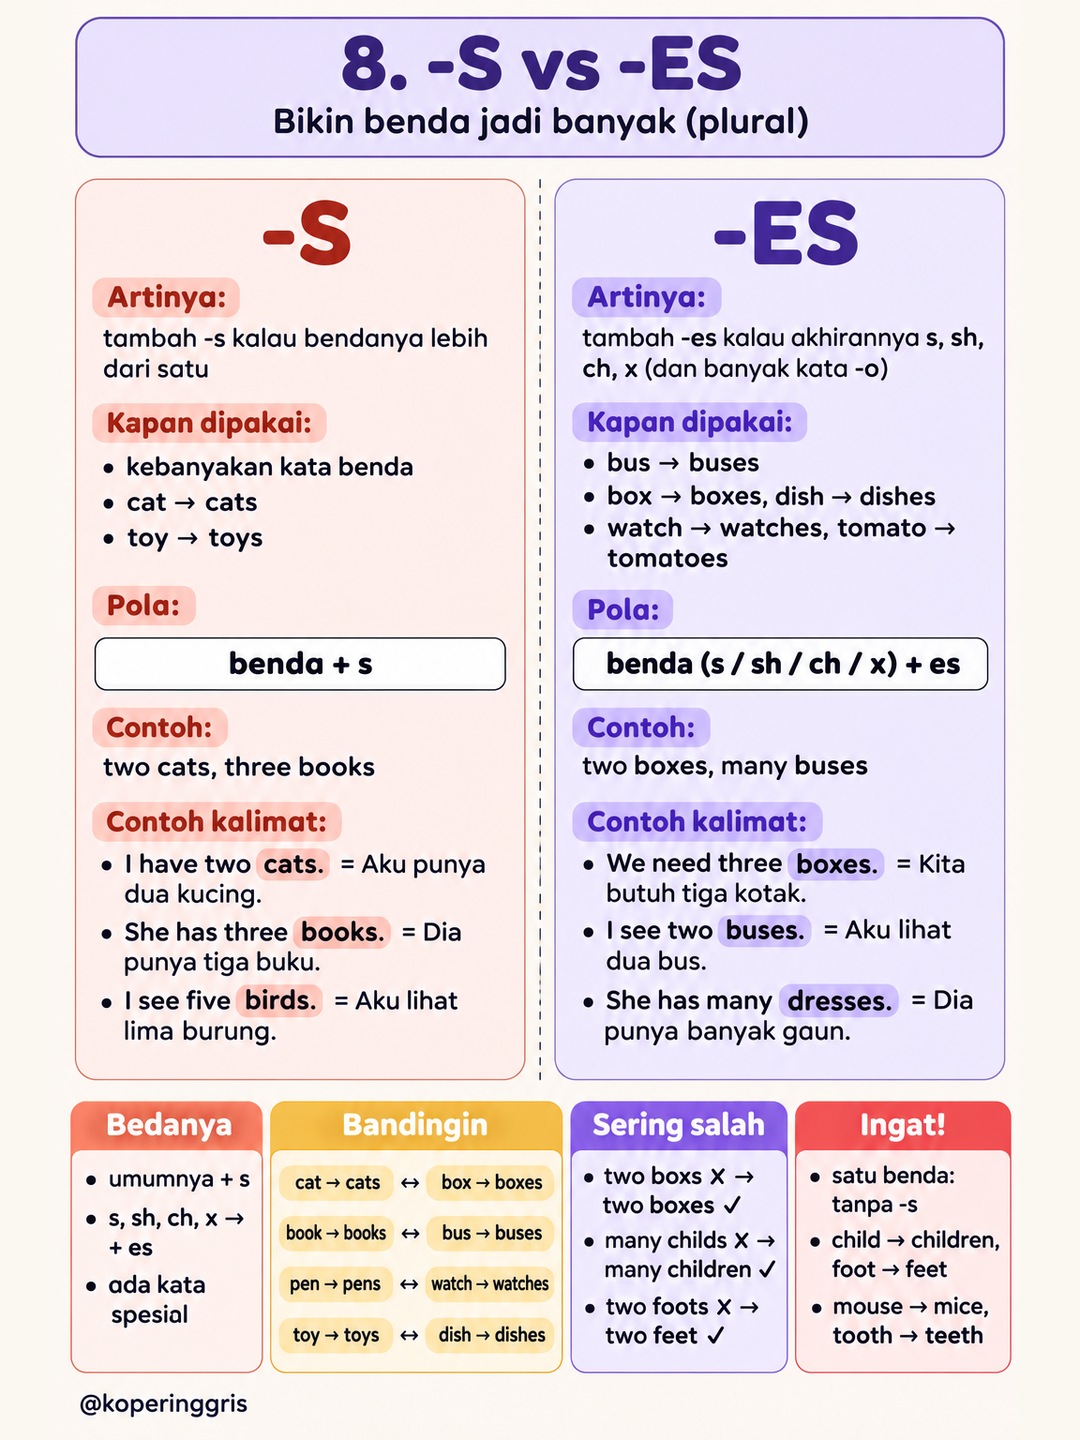 8. -S vs -ES
Bikin benda jadi banyak (plural)
-S
Artinya:
tambah -s kalau bendanya lebih
dari satu
Kapan dipakai:
• kebanyakan kata benda
• cat → cats
• toy → toys
Pola:
benda + s
Contoh:
two cats, three books
Contoh kalimat:
• I have two cats. = Aku punya
dua kucing.
• She has three books. = Dia
punya tiga buku.
• I see five birds. = Aku lihat
lima burung.
-ES
Artinya:
tambah -es kalau akhirannya s, sh,
ch, x (dan banyak kata -o)
Kapan dipakai:
• bus → buses
• box → boxes, dish → dishes
• watch → watches, tomato →
tomatoes
Pola:
benda (s / sh / ch / x) + es
Contoh:
two boxes, many buses
Contoh kalimat:
• We need three boxes. = Kita
butuh tiga kotak.
• I see two buses. = Aku lihat
dua bus.
• She has many dresses. = Dia
punya banyak gaun.
Bedanya
• umumnya + s
• s, sh, ch, x →
+ es
• ada kata
spesial
Bandingin
cat → cats ↔ box → boxes
book → books ↔ bus → buses
pen → pens ↔ watch → watches
toy → toys ↔ dish → dishes
Sering salah
• two boxs X →
two boxes ✓
• many childs X →
many children ✓
• two foots X →
two feet ✓
Ingat!
• satu benda:
tanpa -s
• child → children,
foot → feet
• mouse → mice,
tooth → teeth
@koperinggris